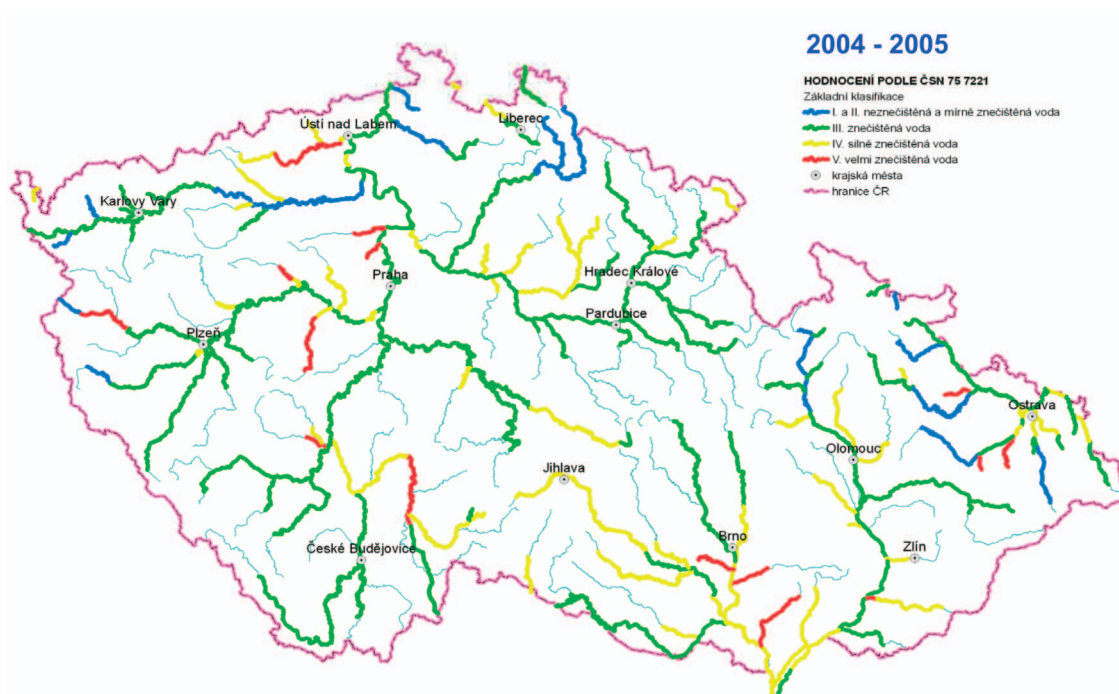 2004 - 2005
HODNOCENÍ PODLE ČSN 75 7221
Základní klasifikace
I. a II. neznečištěná a mírně znečištěná voda
III. znečištěná voda
IV. silně znečištěná voda
V. velmi znečištěná voda
krajská města
hranice ČR
Ústí nad Labem
Liberec
Karlovy Vary
Praha
Hradec Králové
Pardubice
Plzeň
Ostrava
Olomouc
Jihlava
Brno
Zlín
České Budějovice